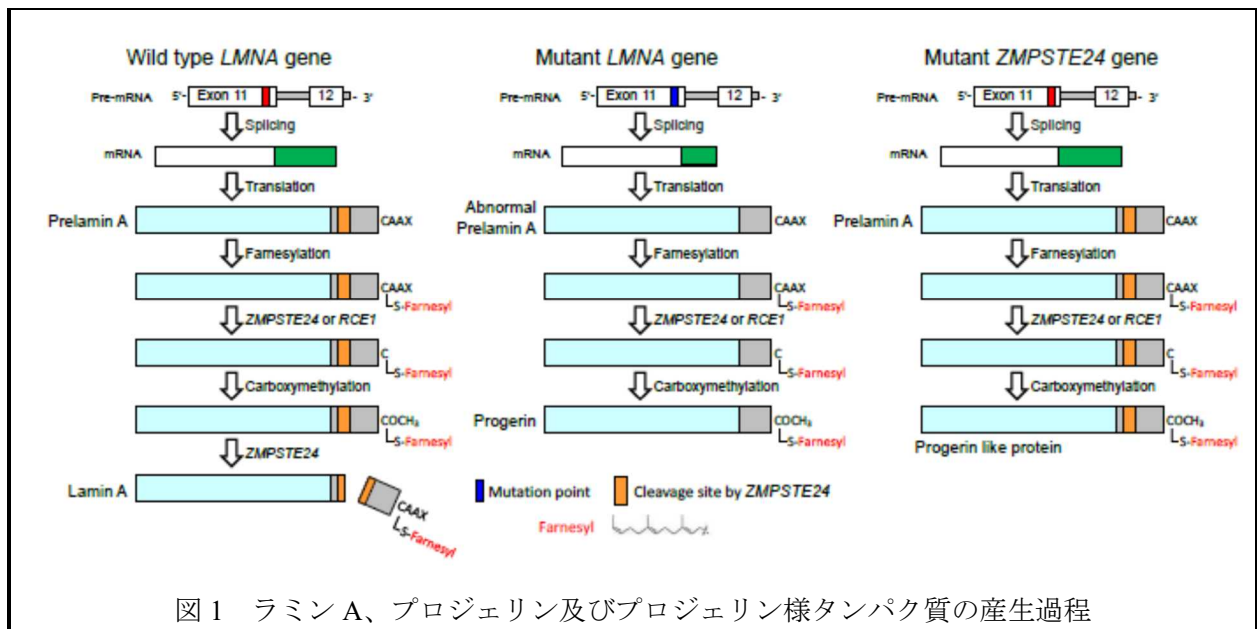 Wild type LMNA gene
Pre-mRNA 5'- Exon 11 12 - 3'
Splicing
mRNA
Translation
Prelamin A CAAX
Farnesylation
CAAX
S-Farnesyl
ZMPSTE24 or RCE1
C
S-Farnesyl
Carboxymethylation
COCH₃
S-Farnesyl
ZMPSTE24
Lamin A
CAAX
S-Farnesyl
Mutant LMNA gene
Pre-mRNA 5'- Exon 11 12 - 3'
Splicing
Translation
Abnormal
Prelamin A CAAX
Farnesylation
CAAX
S-Farnesyl
ZMPSTE24 or RCE1
C
S-Farnesyl
Carboxymethylation
Progerin COCH₃
S-Farnesyl
Mutation point Cleavage site by ZMPSTE24
Farnesyl
Mutant ZMPSTE24 gene
Pre-mRNA 5'- Exon 11 12 - 3'
Splicing
mRNA
Translation
Prelamin A CAAX
Farnesylation
CAAX
S-Farnesyl
ZMPSTE24 or RCE1
C
S-Farnesyl
Carboxymethylation
COCH₃
S-Farnesyl
Progerin like protein
図 1 ラミン A、プロジェリン及びプロジェリン様タンパク質の産生過程